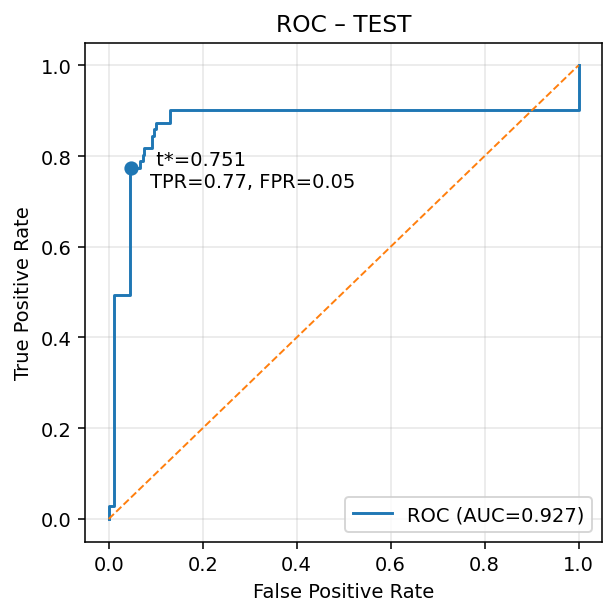 ROC – TEST
True Positive Rate
1.0
0.8
0.6
0.4
0.2
0.0
t*=0.751
TPR=0.77, FPR=0.05
ROC (AUC=0.927)
0.0 0.2 0.4 0.6 0.8 1.0
False Positive Rate